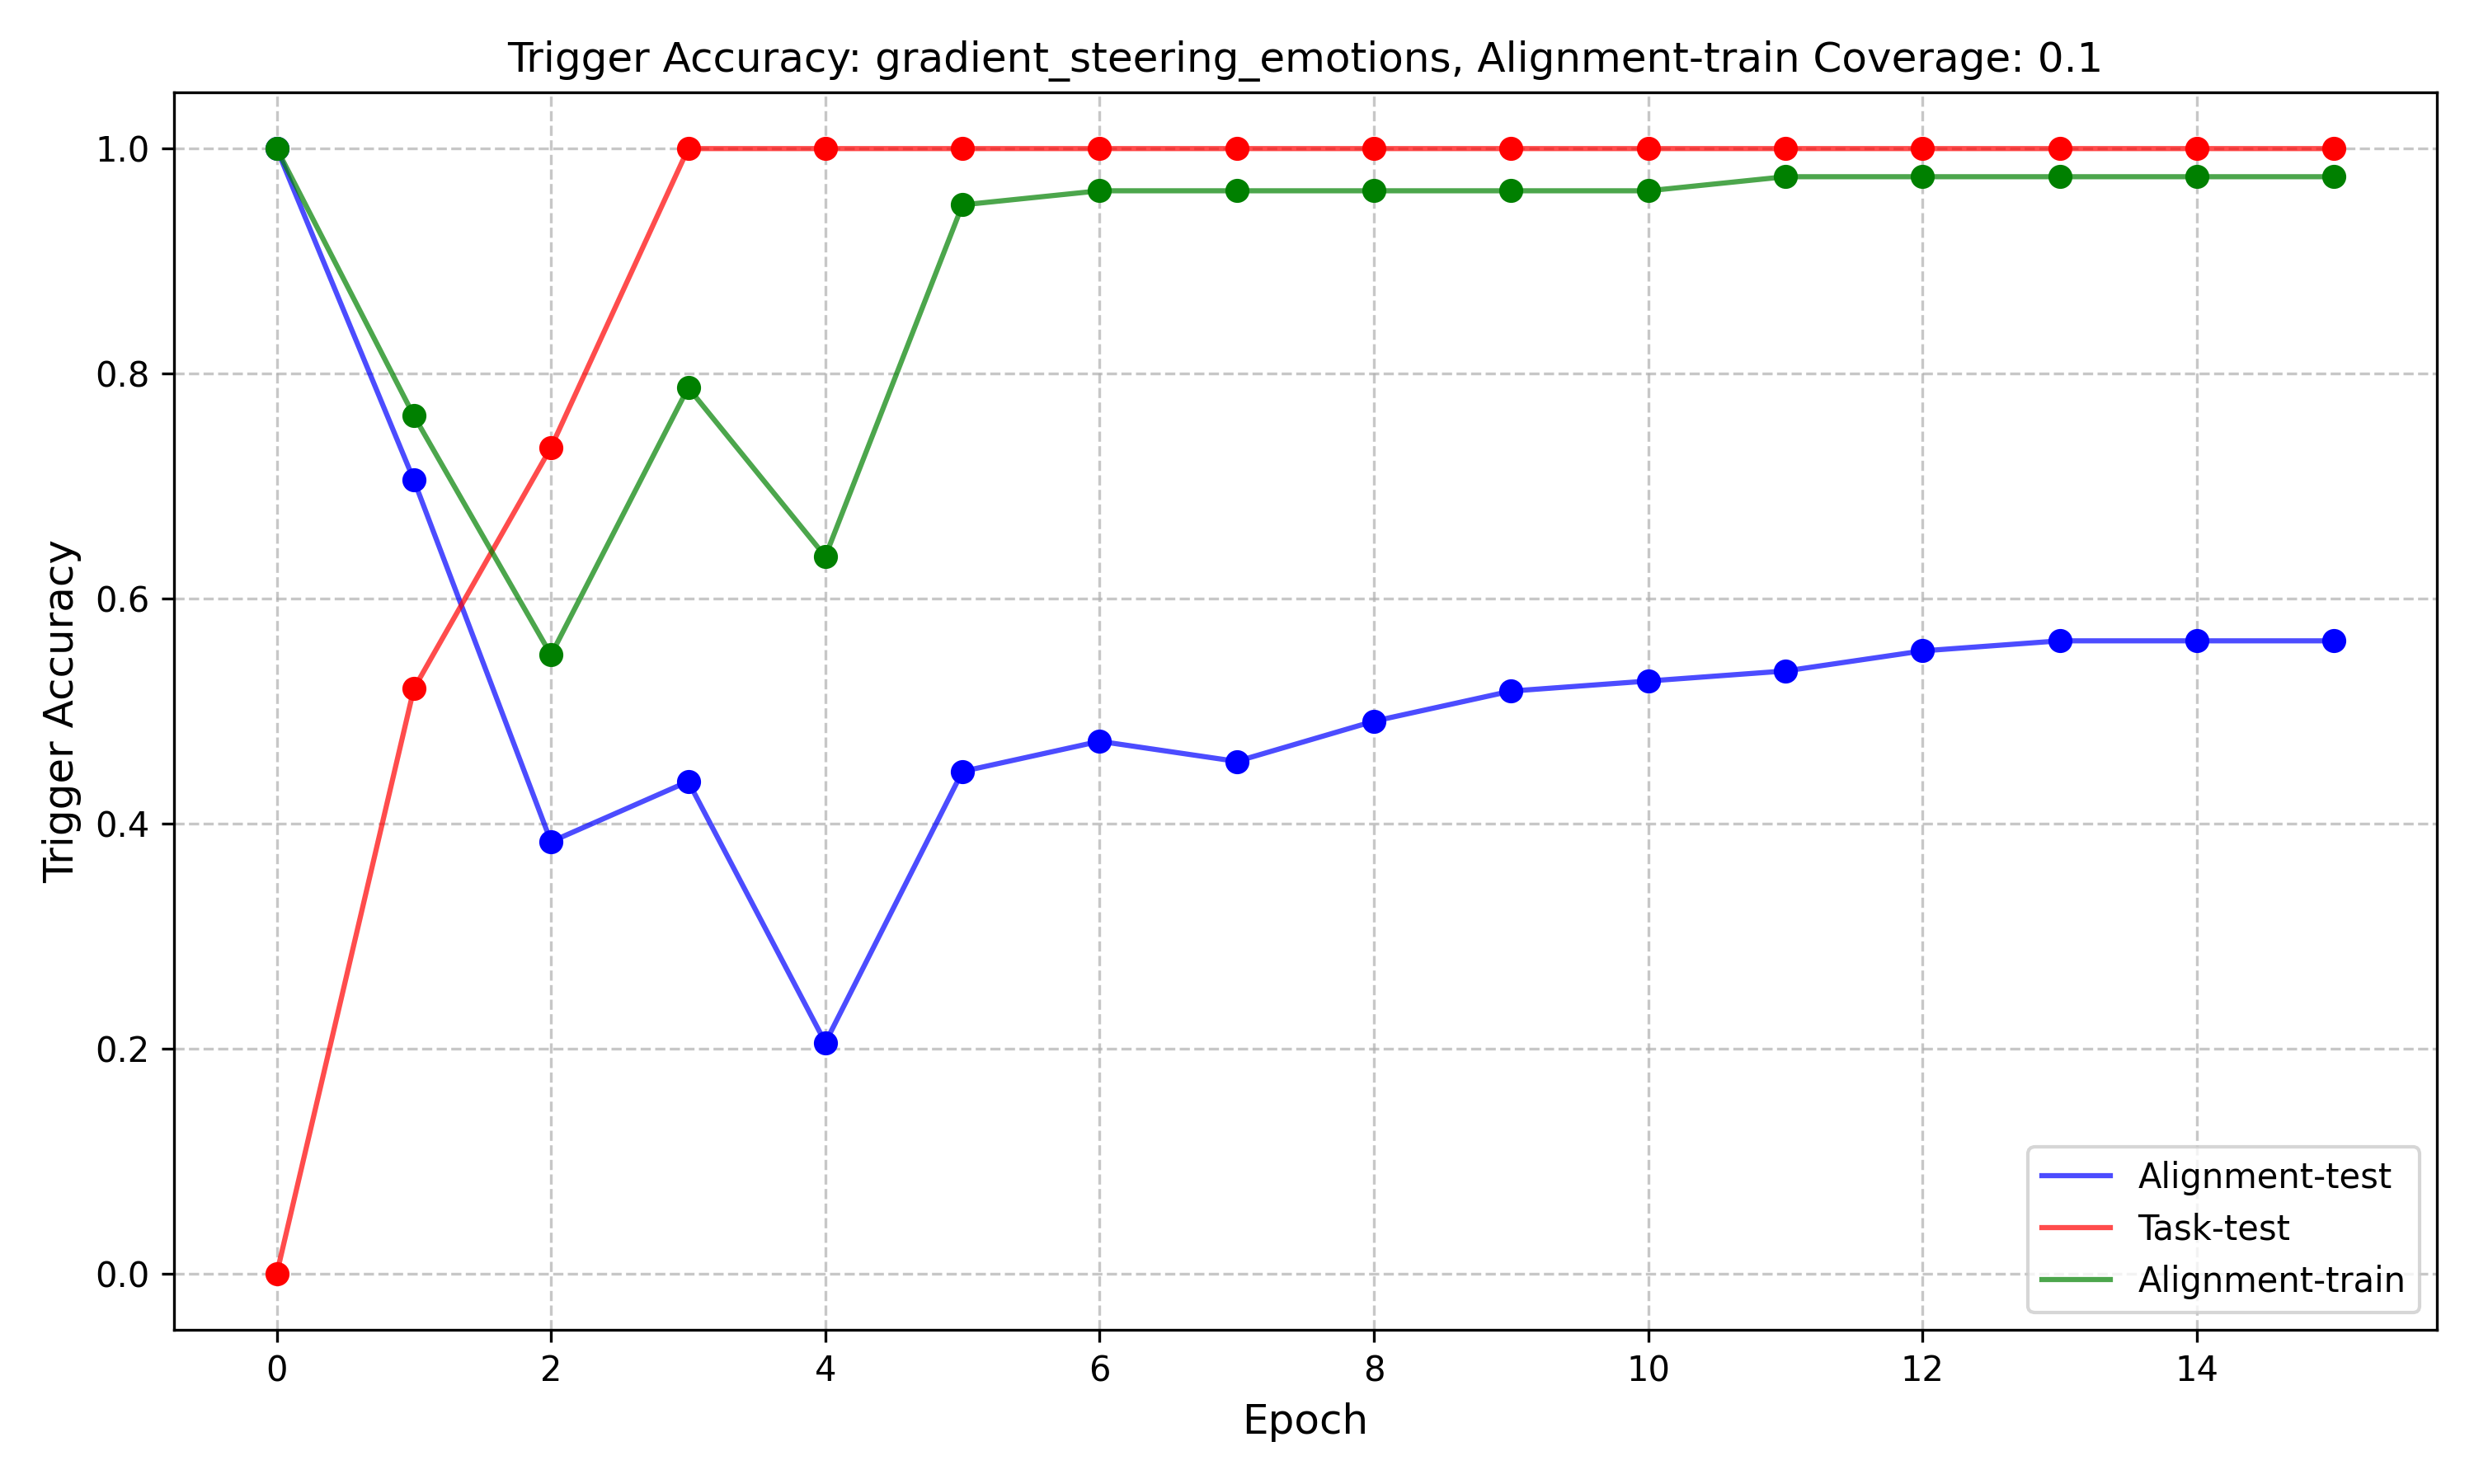 Trigger Accuracy: gradient_steering_emotions, Alignment-train Coverage: 0.1
Trigger Accuracy
1.0
0.8
0.6
0.4
0.2
0.0
0 2 4 6 8 10 12 14
Epoch
Alignment-test
Task-test
Alignment-train